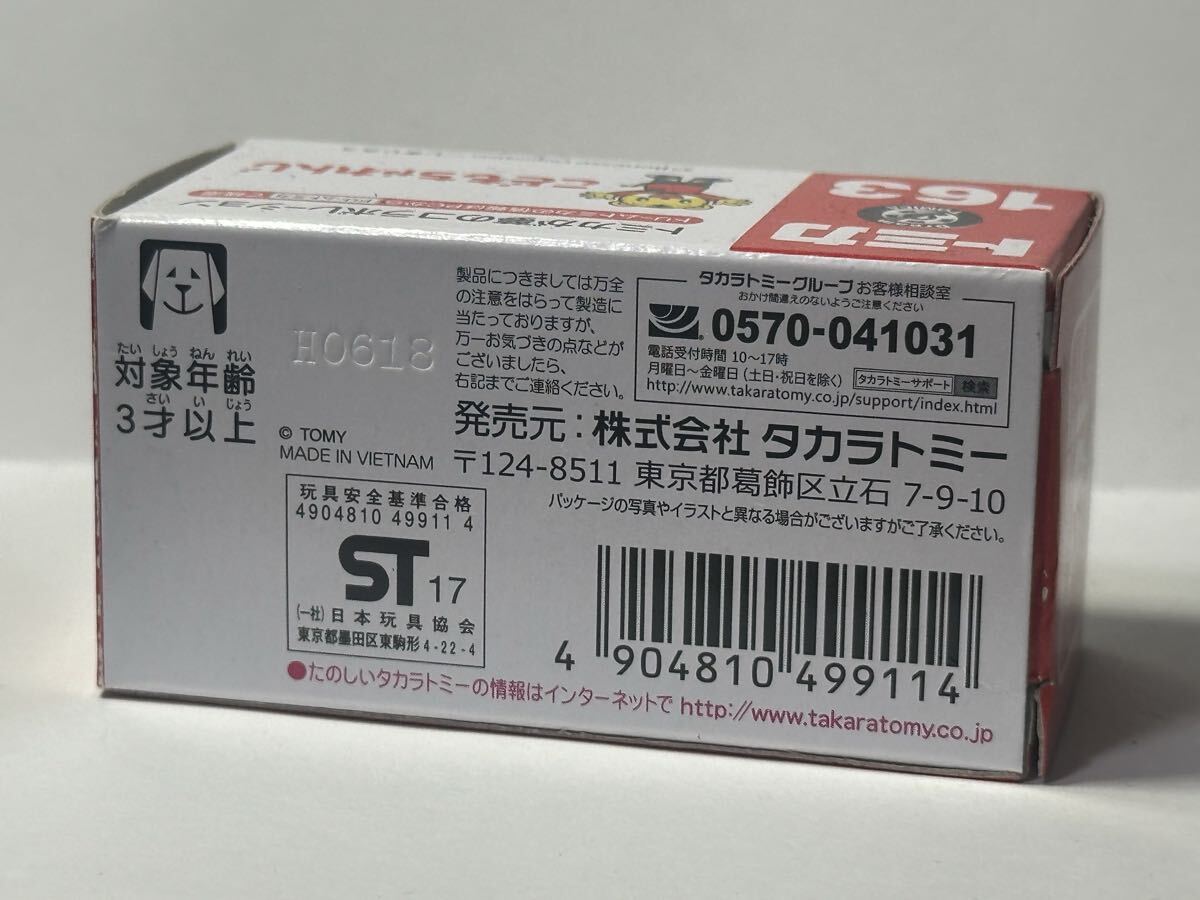 トミカ
163
こどもちゃれんじ
トミカが夢のコラボレーション
対象年齢
たい しょう ねん れい
3才以上
さい い じょう
H0618
© TOMY
MADE IN VIETNAM
製品につきましては万全
の注意をはらって製造に
当たっておりますが、
万一お気づきの点などが
ございましたら、
右記までご連絡ください。
タカラトミーグループ お客様相談室
おかけ間違えのないようご注意ください
0570-041031
電話受付時間 10〜17時
月曜日〜金曜日 (土日・祝日を除く) タカラトミーサポート 検索
http://www.takaratomy.co.jp/support/index.html
発売元:株式会社 タカラトミー
〒124-8511 東京都葛飾区立石 7-9-10
パッケージの写真やイラストと異なる場合がございますがご了承ください。
玩具安全基準合格
4904810 49911 4
ST 17
(一社) 日本玩具協会
東京都墨田区東駒形4-22-4
4 904810 499114
●たのしいタカラトミーの情報はインターネットで http://www.takaratomy.co.jp